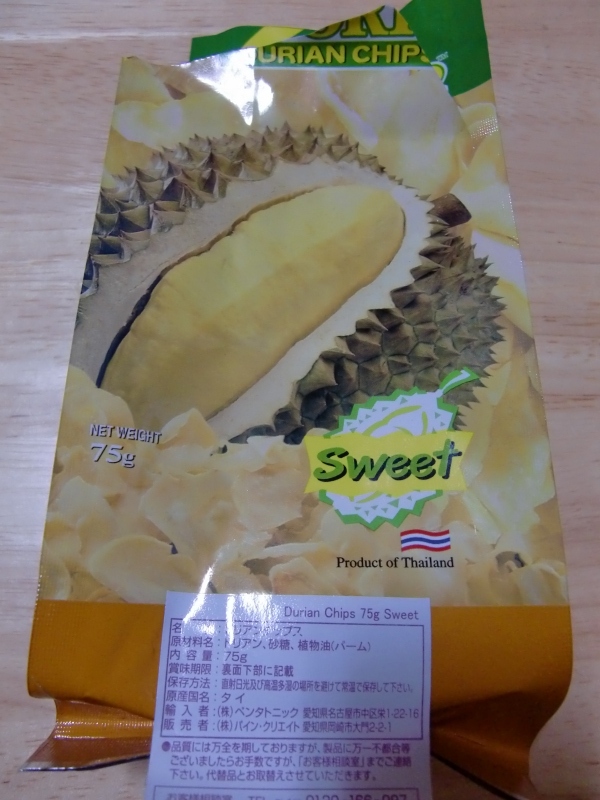 DURIAN CHIPS
NET WEIGHT
75g
Sweet
Product of Thailand
Durian Chips 75g Sweet
原材料名：ドリアン、砂糖、植物油(パーム)
内容量：75g
賞味期限：裏面下部に記載
保存方法：直射日光及び高温多湿の場所を避けて常温で保存して下さい。
原産国名：タイ
輸入者：(株)ペンタトニック 愛知県名古屋市中区栄1-22-16
販売者：(株)パイン・クリエイト 愛知県岡崎市大門2-2-1
●品質には万全を期しておりますが、製品に万一不都合等
ございましたらお手数ですが、「お客様相談室」までご連絡
下さい。代替品とお取替えさせていただきます。
お客様相談室